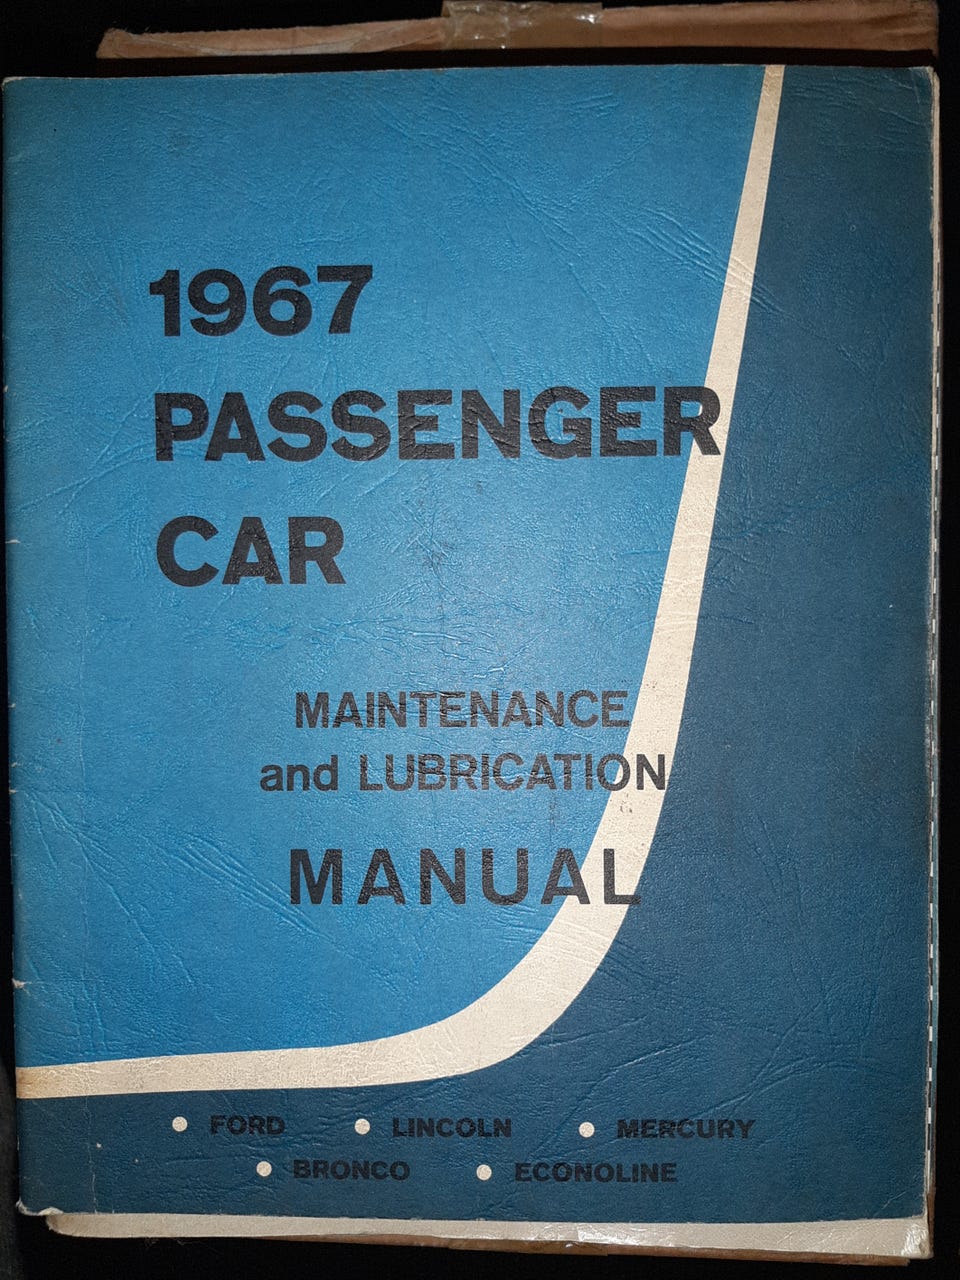 1967
PASSENGER
CAR
MAINTENANCE
and LUBRICATION
MANUAL
FORD LINCOLN MERCURY
BRONCO ECONOLINE